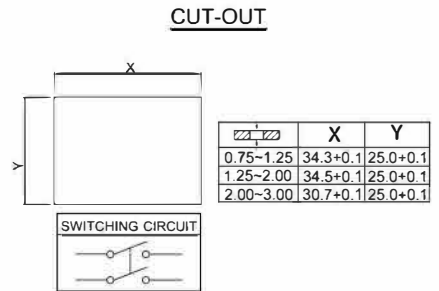 CUT-OUT
X
Y
X Y
0.75~1.25 34.3+0.1 25.0+0.1
1.25~2.00 34.5+0.1 25.0+0.1
2.00~3.00 30.7+0.1 25.0+0.1
SWITCHING CIRCUIT